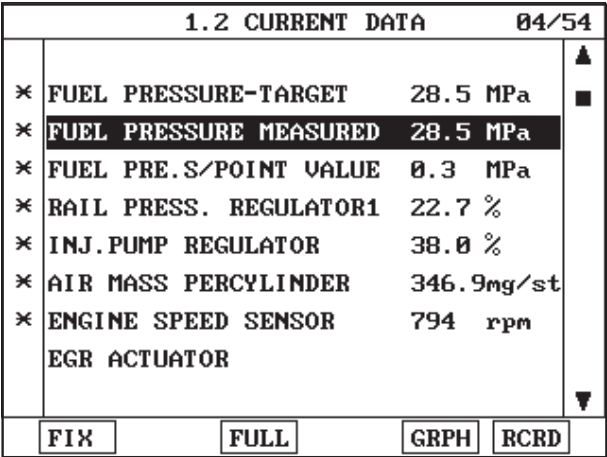 1.2 CURRENT DATA 04/54
* FUEL PRESSURE-TARGET 28.5 MPa
* FUEL PRESSURE MEASURED 28.5 MPa
* FUEL PRE.S/POINT VALUE 0.3 MPa
* RAIL PRESS. REGULATOR1 22.7 %
* INJ.PUMP REGULATOR 38.0 %
* AIR MASS PERCYLINDER 346.9mg/st
* ENGINE SPEED SENSOR 794 rpm
EGR ACTUATOR
FIX FULL GRPH RCRD